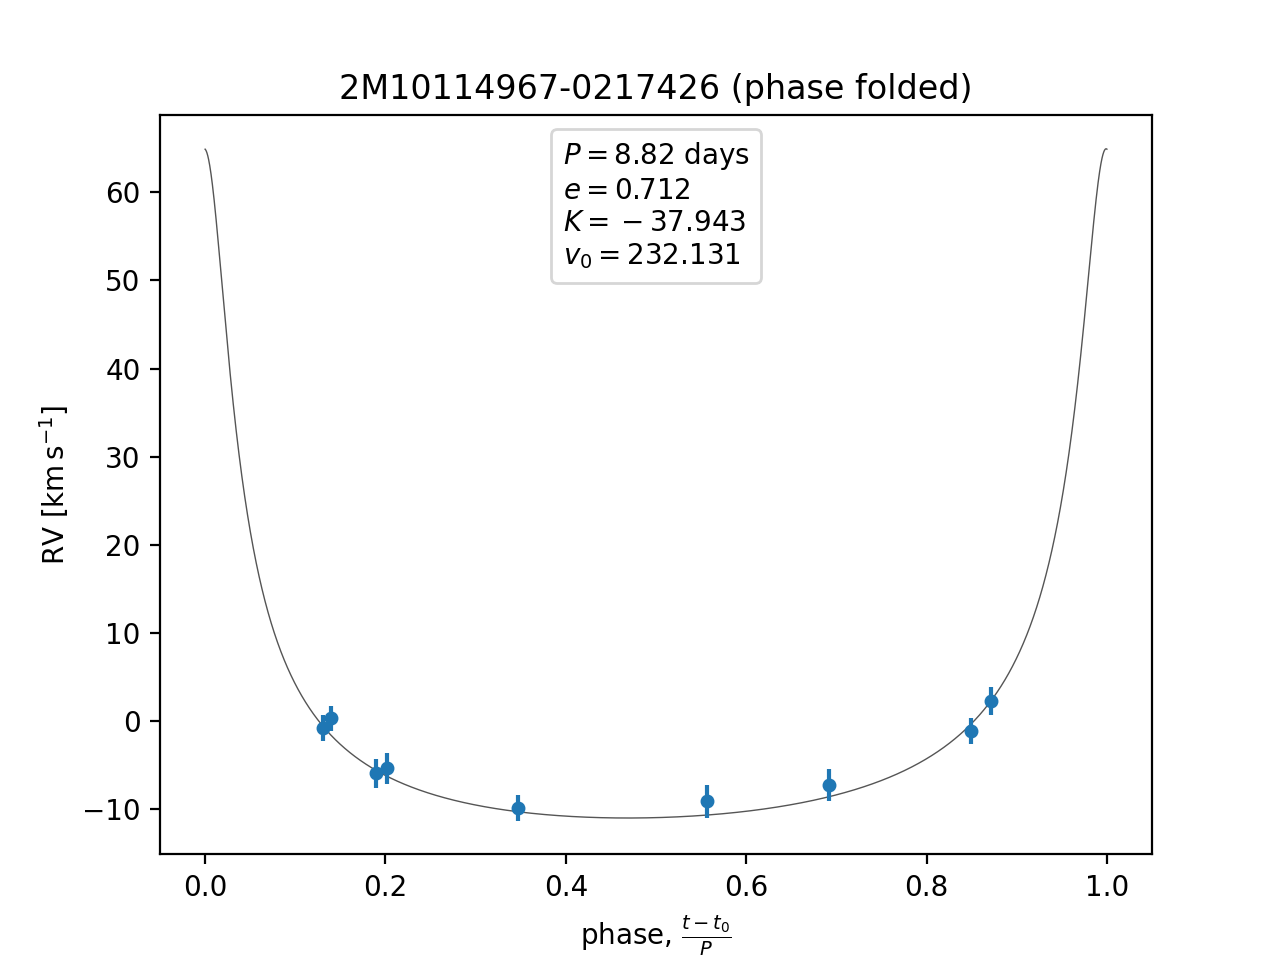 2M10114967-0217426 (phase folded)
P = 8.82 days
e = 0.712
K = −37.943
v₀ = 232.131
60
50
40
30
20
10
0
−10
RV [km s⁻¹]
0.0 0.2 0.4 0.6 0.8 1.0
phase, (t − t₀)/P